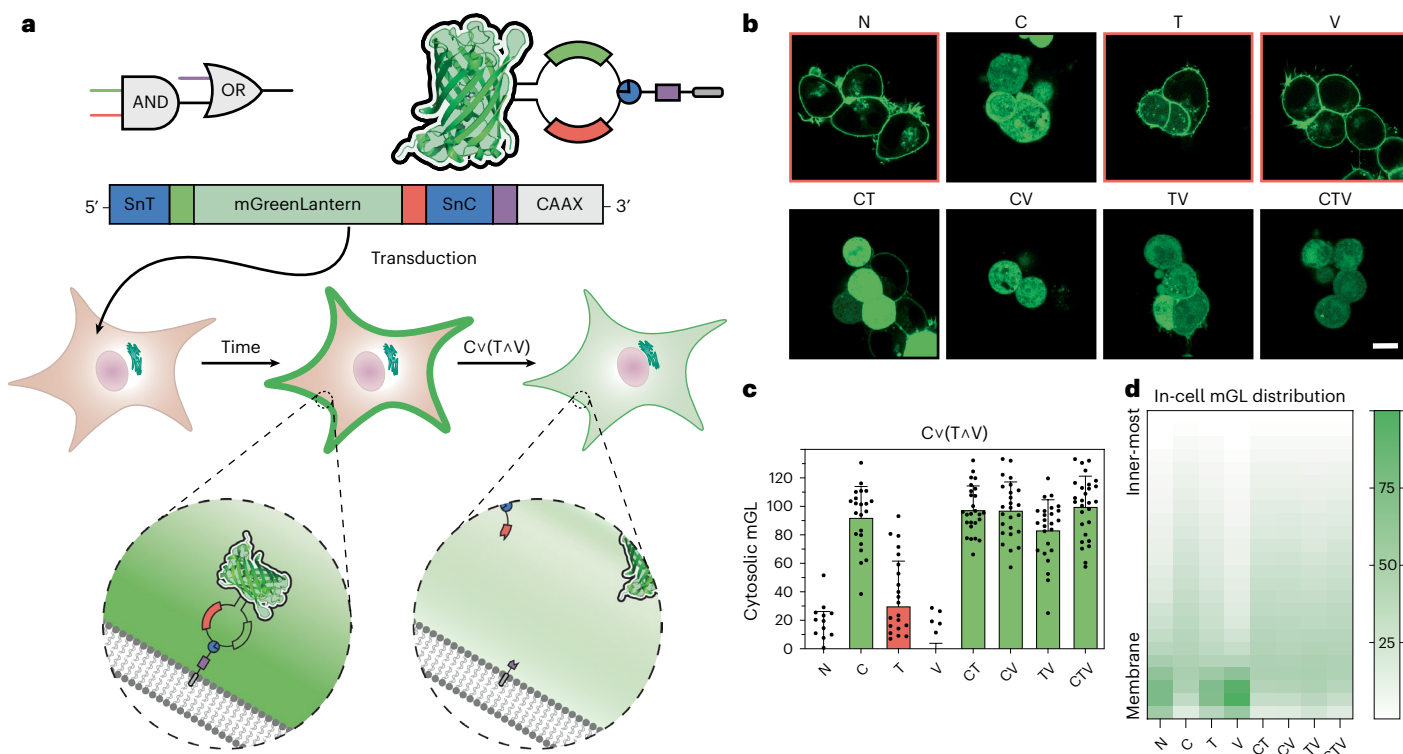 a
AND
OR
5′
SnT
mGreenLantern
SnC
CAAX
3′
Transduction
Time
C∨(T∧V)
b
N
C
T
V
CT
CV
TV
CTV
c
C∨(T∧V)
Cytosolic mGL
120
100
80
60
40
20
0
N
C
T
V
CT
CV
TV
CTV
d
In-cell mGL distribution
Inner-most
Membrane
75
50
25
N
C
T
V
CT
CV
TV
CTV